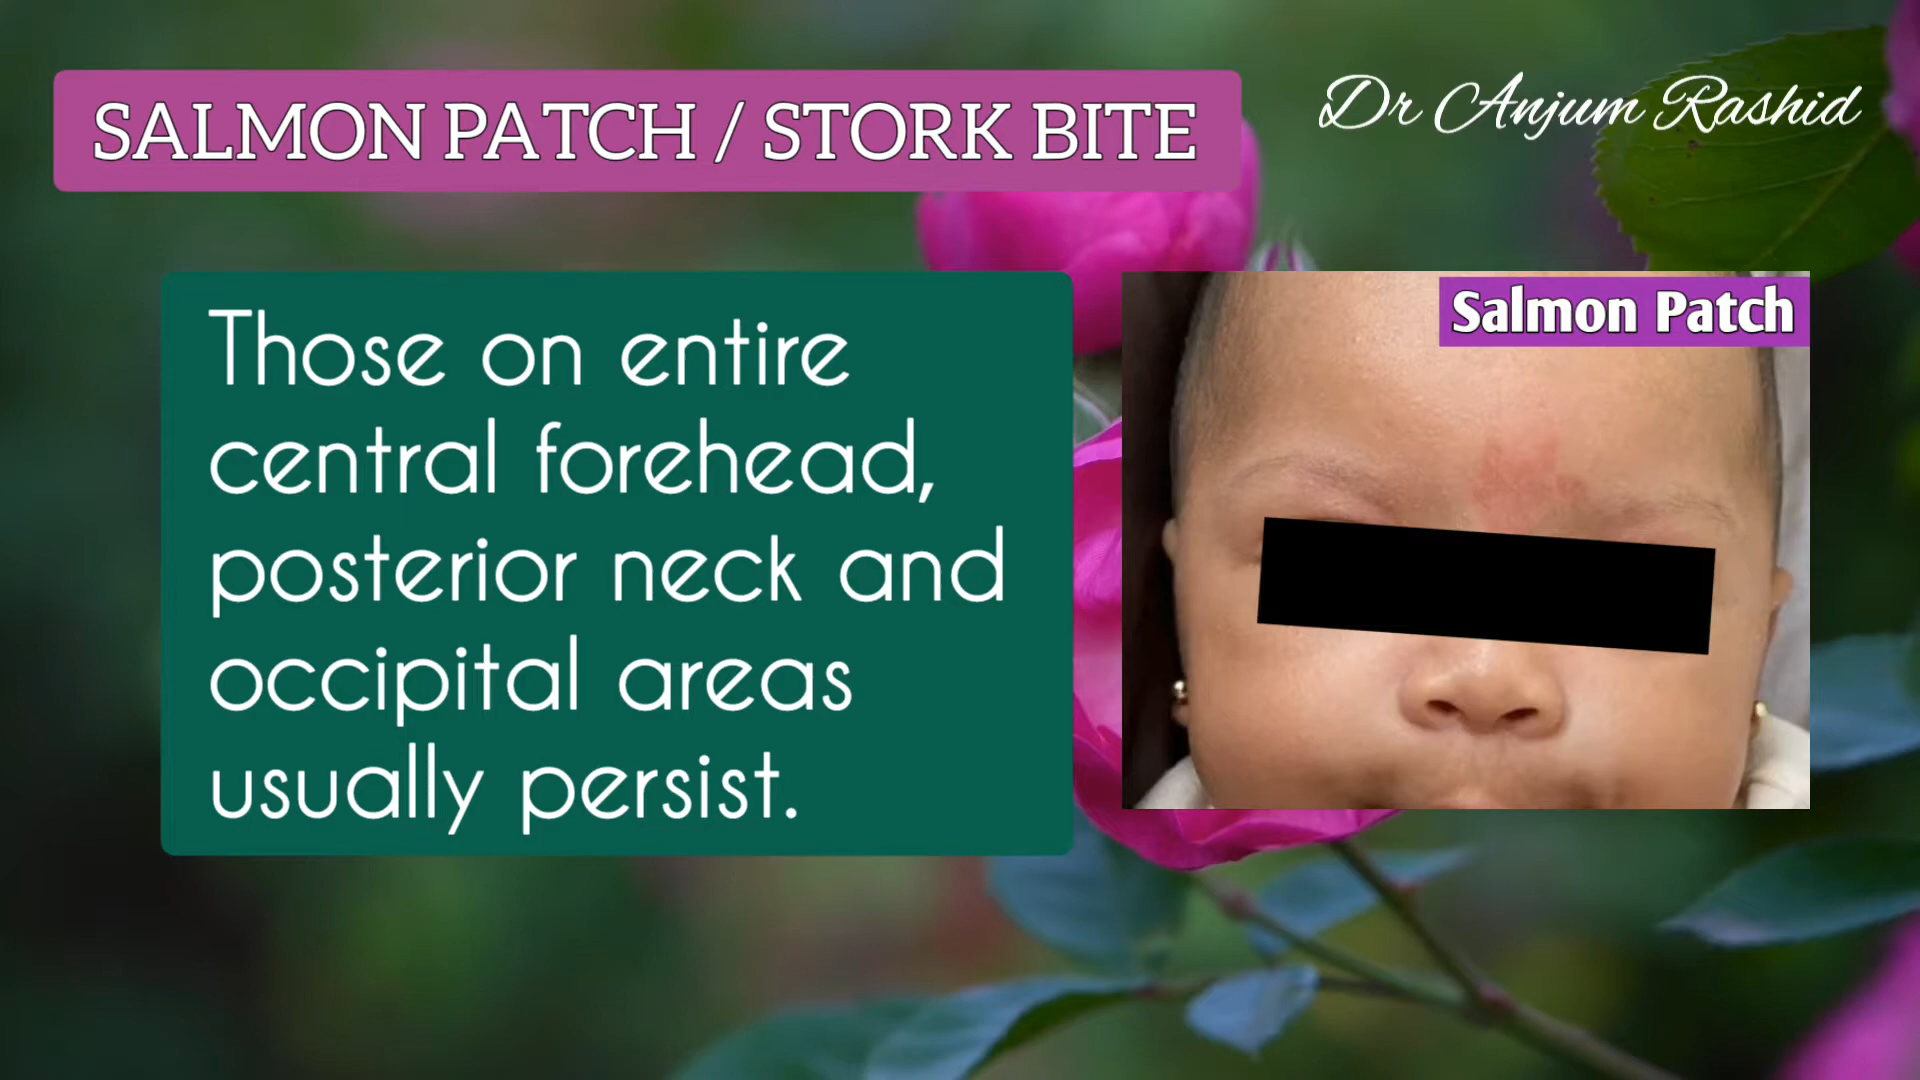 SALMON PATCH / STORK BITE
Dr Anjum Rashid
Those on entire
central forehead,
posterior neck and
occipital areas
usually persist.
Salmon Patch